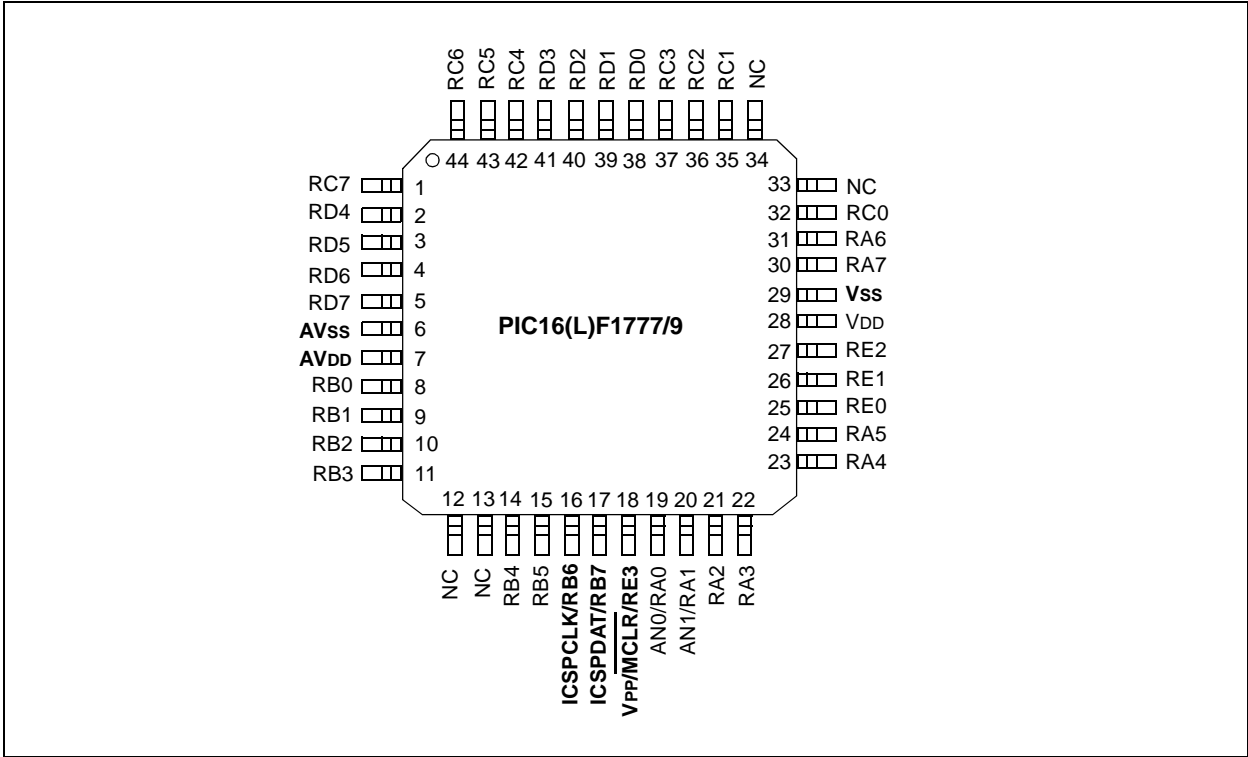 RC6 RC5 RC4 RD3 RD2 RD1 RD0 RC3 RC2 RC1 NC
44 43 42 41 40 39 38 37 36 35 34
RC7 1
RD4 2
RD5 3
RD6 4
RD7 5
AVSS 6
AVDD 7
RB0 8
RB1 9
RB2 10
RB3 11
PIC16(L)F1777/9
33 NC
32 RC0
31 RA6
30 RA7
29 VSS
28 VDD
27 RE2
26 RE1
25 RE0
24 RA5
23 RA4
12 13 14 15 16 17 18 19 20 21 22
NC NC RB4 RB5 ICSPCLK/RB6 ICSPDAT/RB7 VPP/MCLR/RE3 AN0/RA0 AN1/RA1 RA2 RA3